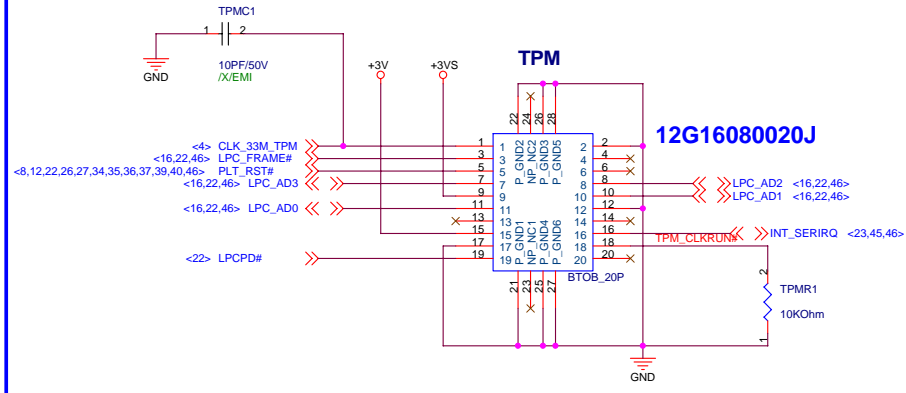 TPMC1
1 2
10PF/50V
/X/EMI
GND
+3V
+3VS
TPM
12G16080020J
22 24 26 28
P_GND2 NP_NC2 P_GND3 P_GND5
<4> CLK_33M_TPM 1 1 2 2
<16,22,46> LPC_FRAME# 3 3 4 4
<8,12,22,26,27,34,35,36,37,39,40,46> PLT_RST# 5 5 6 6
<16,22,46> LPC_AD3 7 7 8 8 LPC_AD2 <16,22,46>
9 9 10 10 LPC_AD1 <16,22,46>
<16,22,46> LPC_AD0 11 11 12 12
13 13 14 14
15 15 16 16 TPM_CLKRUN# INT_SERIRQ <23,45,46>
17 17 18 18
<22> LPCPD# 19 19 20 20
P_GND1 NP_NC1 P_GND4 P_GND6
21 23 25 27
BTOB_20P
2
TPMR1
10KOhm
1
GND